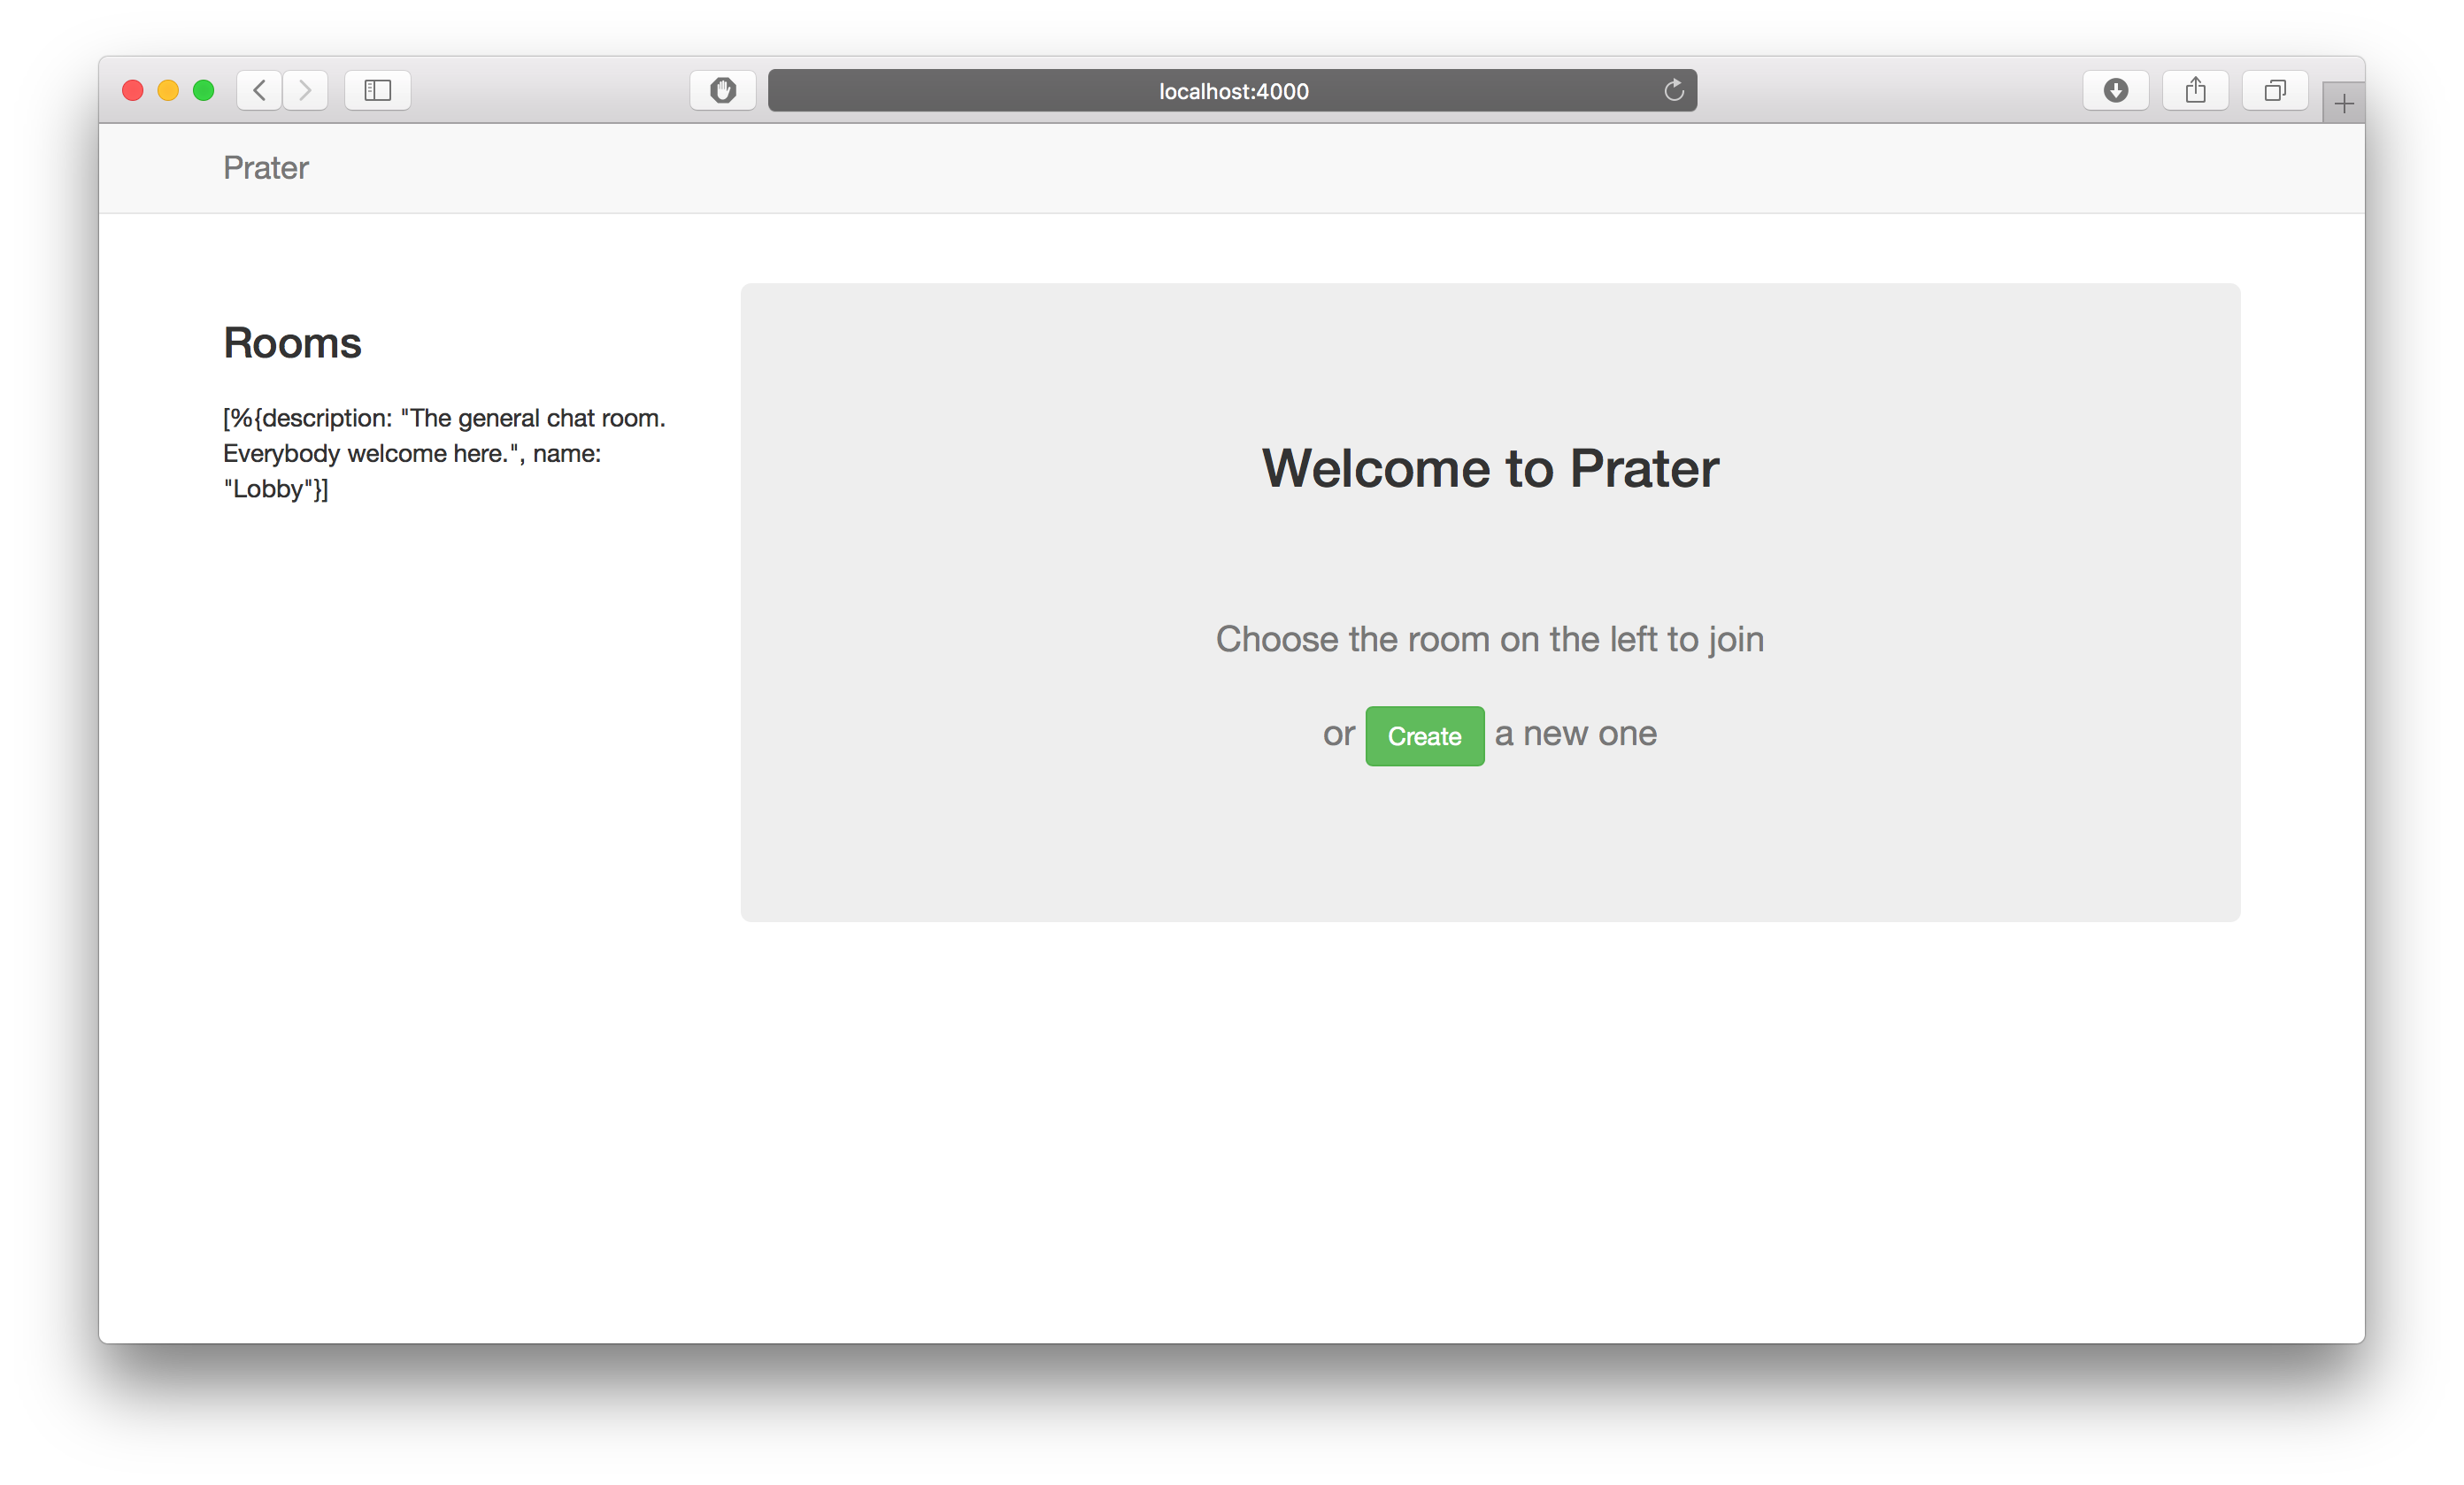 localhost:4000
Prater
Rooms
[%{description: "The general chat room.
Everybody welcome here.", name:
"Lobby"}]
Welcome to Prater
Choose the room on the left to join
or Create a new one